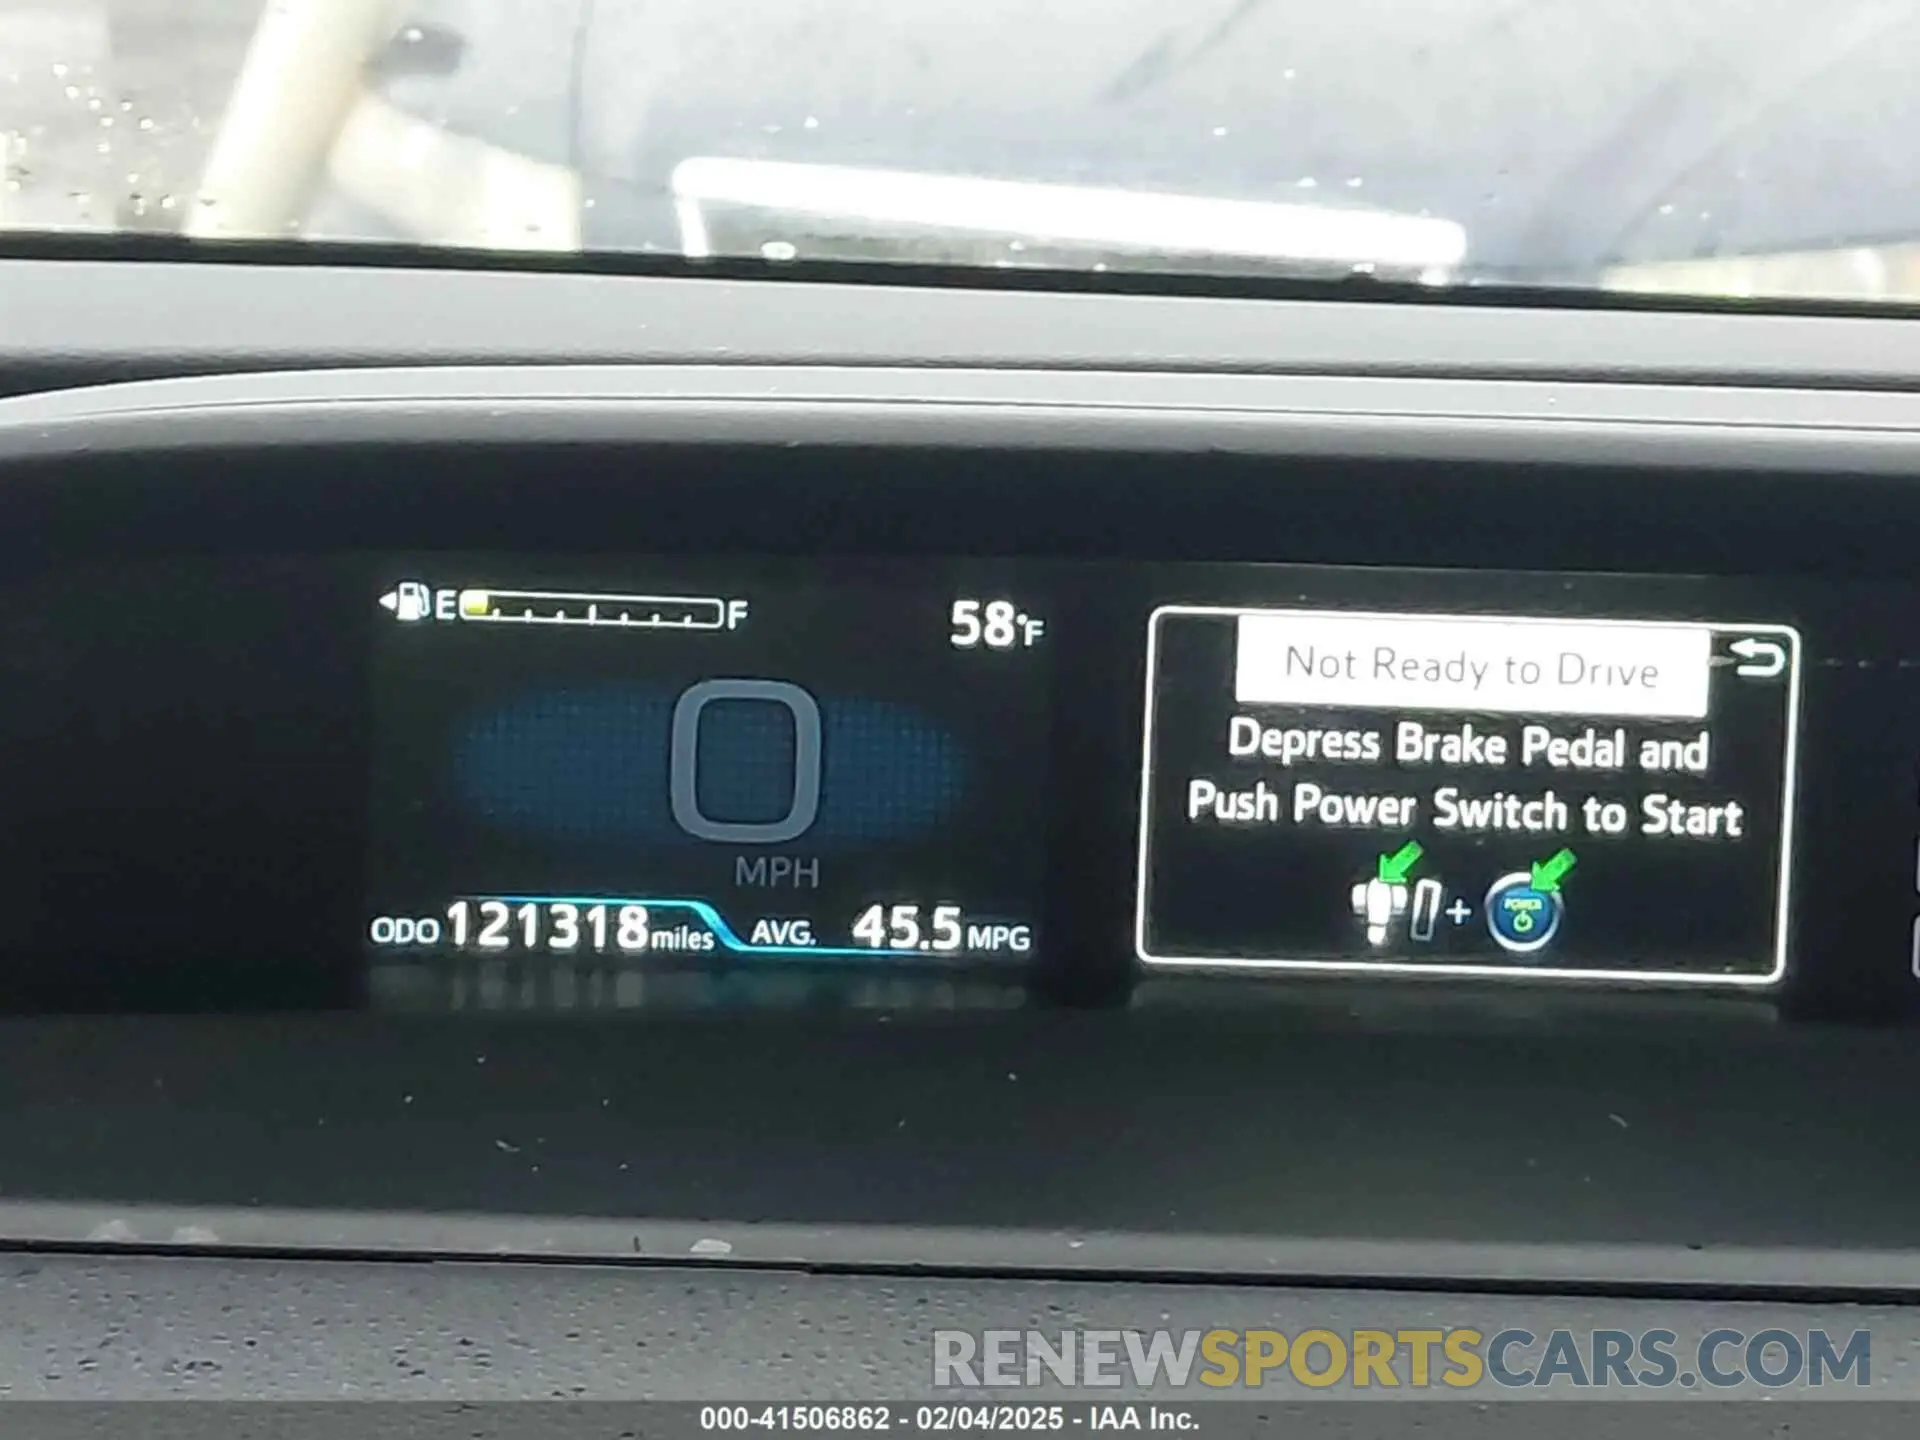 E F
58°F
0
MPH
ODO 121318 miles AVG. 45.5 MPG
Not Ready to Drive
Depress Brake Pedal and
Push Power Switch to Start
+ POWER
RENEWSPORTSCARS.COM
000-41506862 - 02/04/2025 - IAA Inc.